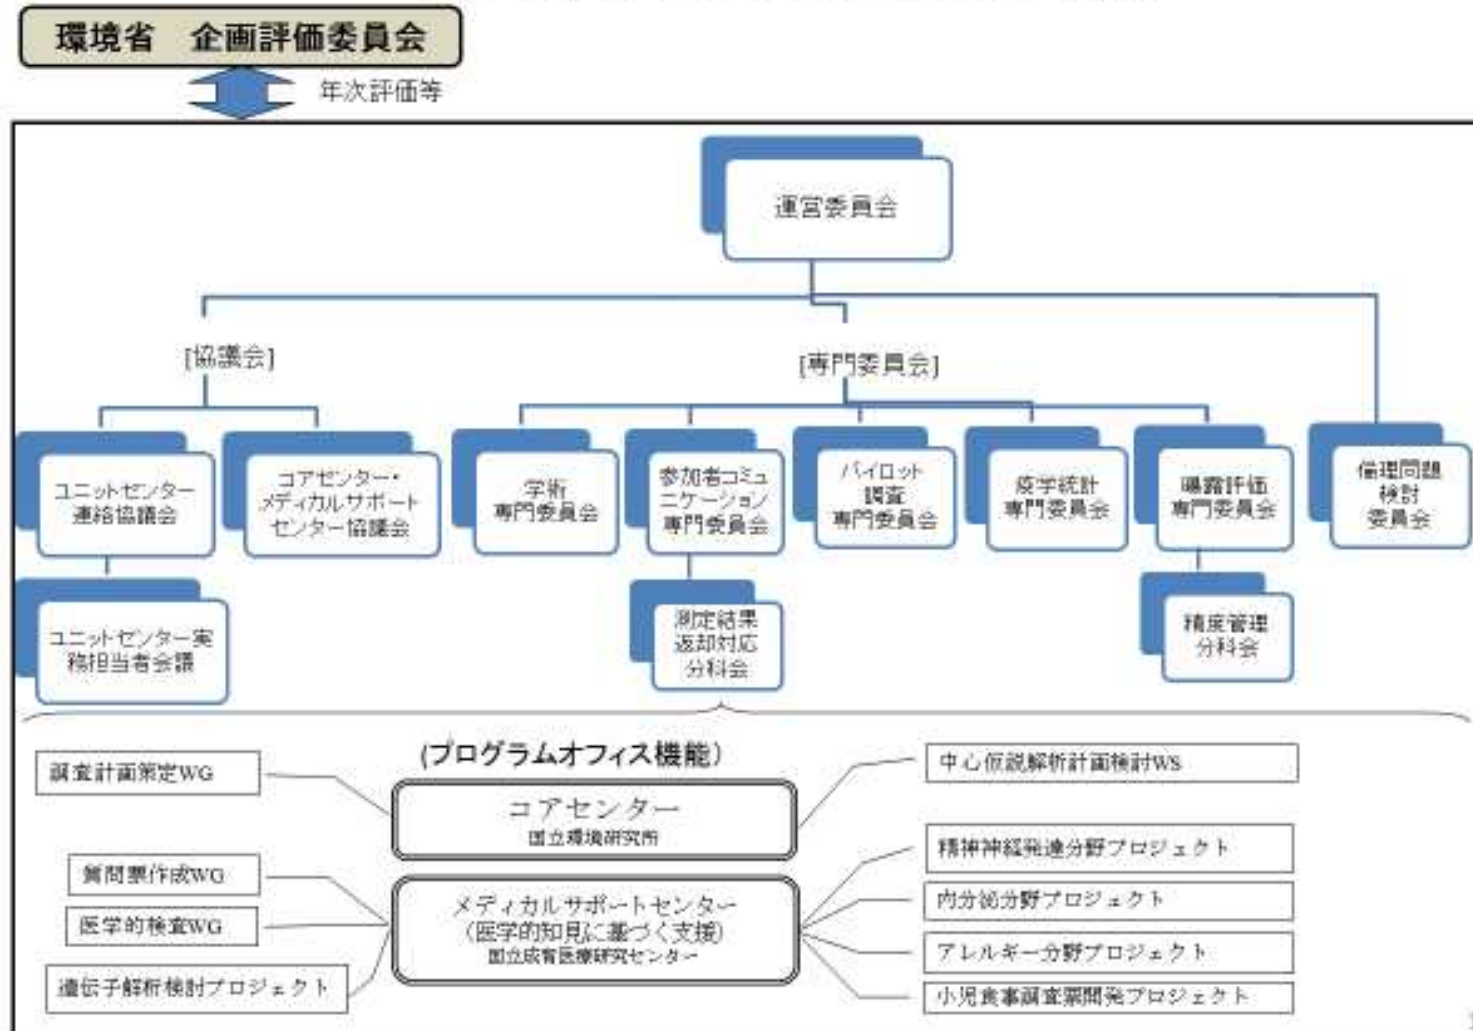 環境省　企画評価委員会
年次評価等
運営委員会
[協議会]
[専門委員会]
ユニットセンター
連絡協議会
コアセンター・
メディカルサポート
センター協議会
学術
専門委員会
参加者コミュ
ニケーション
専門委員会
パイロット
調査
専門委員会
疫学統計
専門委員会
曝露評価
専門委員会
倫理問題
検討
委員会
ユニットセンター実
務担当者会議
測定結果
返却対応
分科会
精度管理
分科会
(プログラムオフィス機能)
調査計画策定WG
コアセンター
国立環境研究所
中心仮説解析計画検討WS
質問票作成WG
医学的検査WG
遺伝子解析検討プロジェクト
メディカルサポートセンター
(医学的知見に基づく支援)
国立成育医療研究センター
精神神経発達分野プロジェクト
内分泌分野プロジェクト
アレルギー分野プロジェクト
小児食事調査票開発プロジェクト